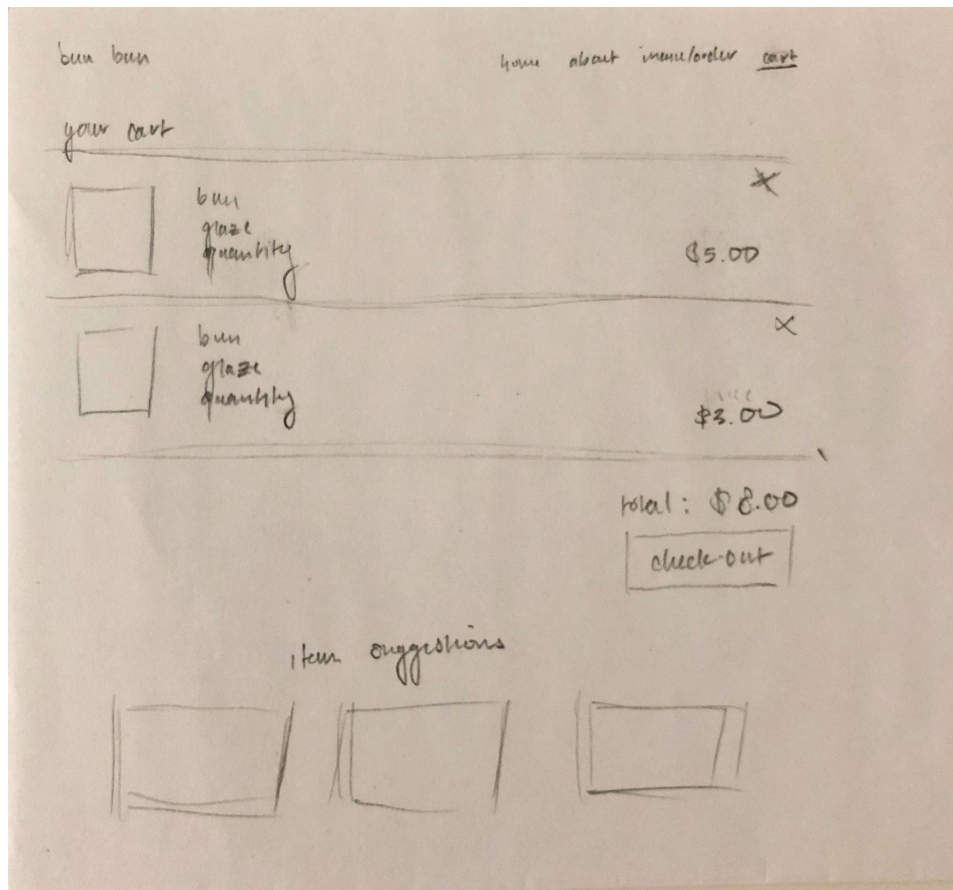 bun bun
home about menu/order cart
your cart
X
bun
glaze
quantity
$5.00
X
bun
glaze
quantity
$3.00
total: $8.00
check-out
item suggestions